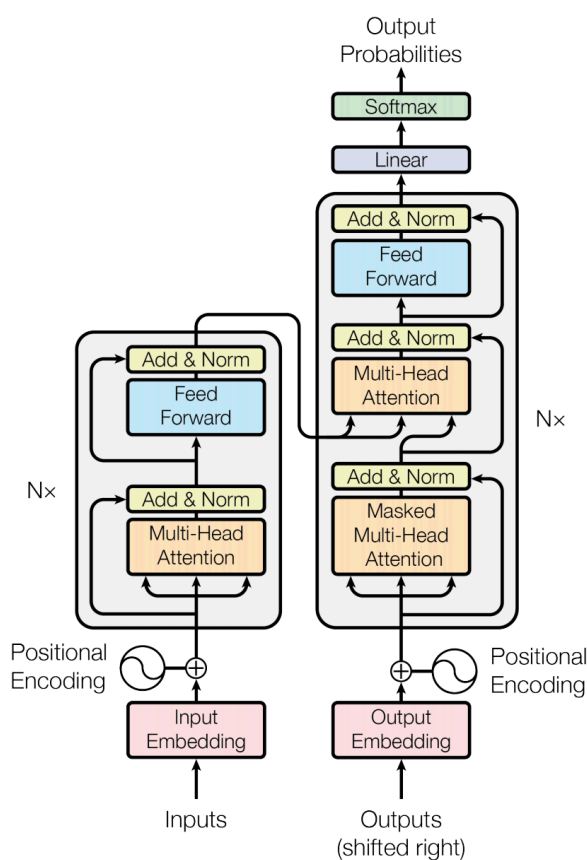 Output
Probabilities
Softmax
Linear
Add & Norm
Feed
Forward
Add & Norm
Multi-Head
Attention
Add & Norm
Masked
Multi-Head
Attention
N×
Add & Norm
Feed
Forward
Add & Norm
Multi-Head
Attention
N×
Positional
Encoding
Positional
Encoding
Input
Embedding
Output
Embedding
Inputs
Outputs
(shifted right)